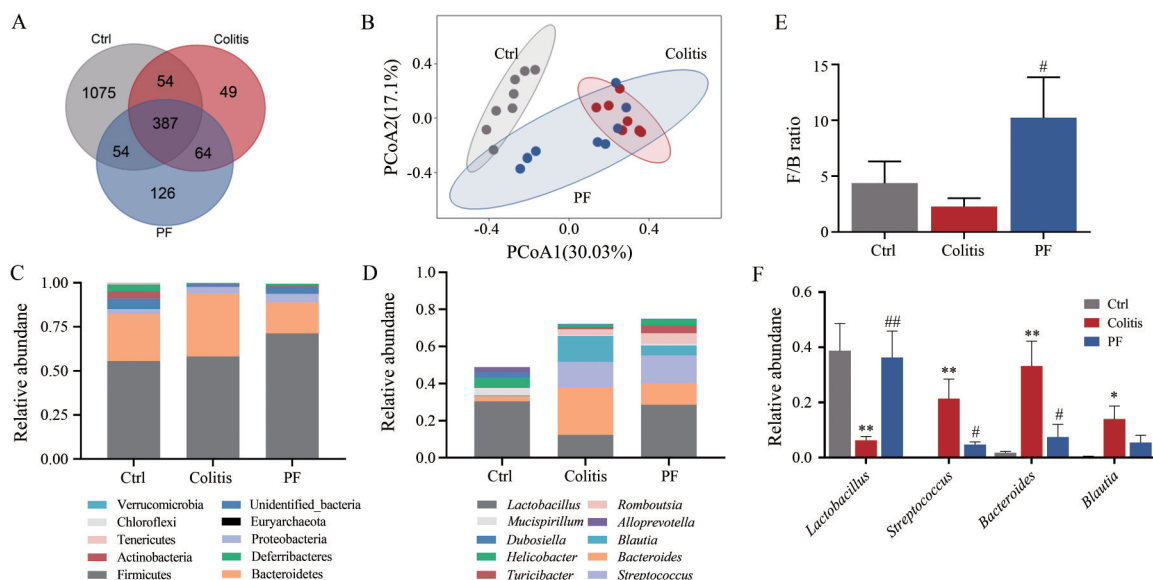 A
Ctrl
Colitis
1075
54
49
387
54
64
126
PF
B
Ctrl
Colitis
PF
0.4
0.0
-0.4
PCoA2(17.1%)
-0.4
0.0
0.4
PCoA1(30.03%)
E
#
15
10
5
0
F/B ratio
Ctrl
Colitis
PF
C
1.00
0.75
0.50
0.25
0.00
Relative abundane
Ctrl
Colitis
PF
Verrucomicrobia
Unidentified_bacteria
Chloroflexi
Euryarchaeota
Tenericutes
Proteobacteria
Actinobacteria
Deferribacteres
Firmicutes
Bacteroidetes
D
1.0
0.8
0.6
0.4
0.2
0.0
Relative abundane
Ctrl
Colitis
PF
Lactobacillus
Romboutsia
Mucispirillum
Alloprevotella
Dubosiella
Blautia
Helicobacter
Bacteroides
Turicibacter
Streptococcus
F
0.6
0.4
0.2
0.0
Relative abundane
Ctrl
Colitis
PF
**
##
**
#
**
#
*
Lactobacillus
Streptococcus
Bacteroides
Blautia